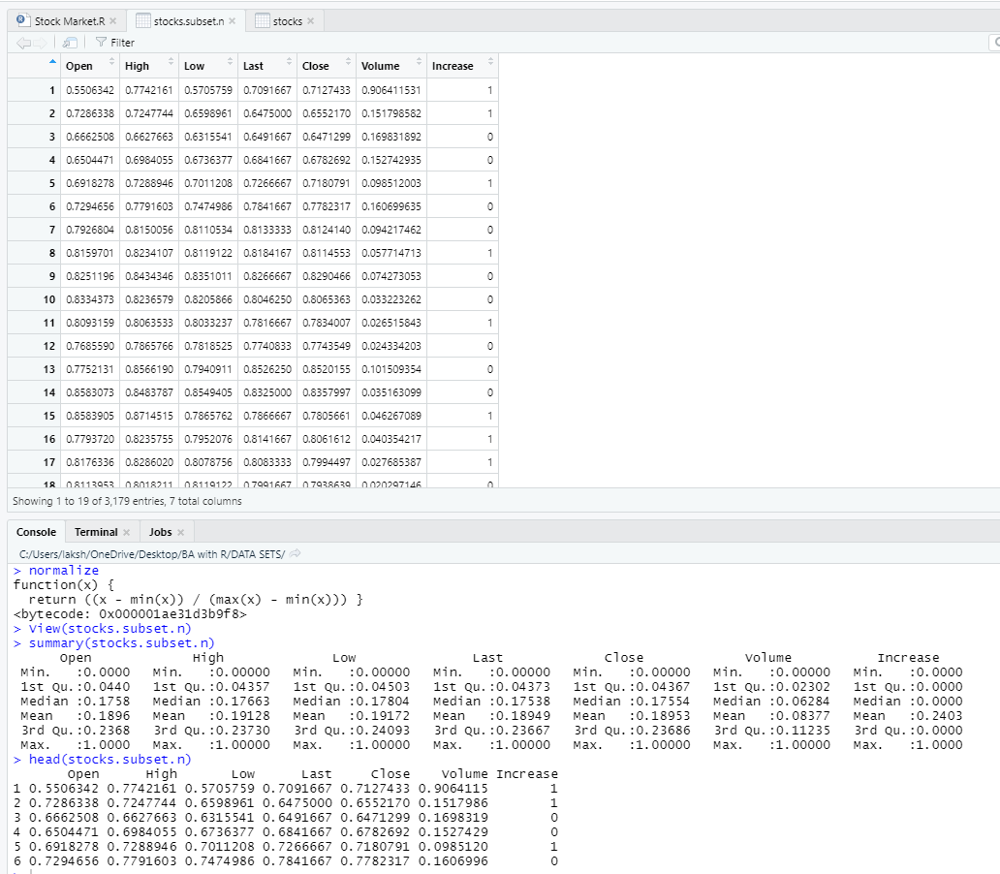 Stock Market.R × stocks.subset.n × stocks ×
Filter
Open High Low Last Close Volume Increase
1 0.5506342 0.7742161 0.5705759 0.7091667 0.7127433 0.906411531 1
2 0.7286338 0.7247744 0.6598961 0.6475000 0.6552170 0.151798582 1
3 0.6662508 0.6627663 0.6315541 0.6491667 0.6471299 0.169831892 0
4 0.6504471 0.6984055 0.6736377 0.6841667 0.6782692 0.152742935 0
5 0.6918278 0.7288946 0.7011208 0.7266667 0.7180791 0.098512003 1
6 0.7294656 0.7791603 0.7474986 0.7841667 0.7782317 0.160699635 0
7 0.7926804 0.8150056 0.8110534 0.8133333 0.8124140 0.094217462 0
8 0.8159701 0.8234107 0.8119122 0.8184167 0.8114553 0.057714713 1
9 0.8251196 0.8434346 0.8351011 0.8266667 0.8290466 0.074273053 0
10 0.8334373 0.8236579 0.8205866 0.8046250 0.8065363 0.033223262 0
11 0.8093159 0.8063533 0.8033237 0.7816667 0.7834007 0.026515843 1
12 0.7685590 0.7865766 0.7818525 0.7740833 0.7743549 0.024334203 0
13 0.7752131 0.8566190 0.7940911 0.8526250 0.8520155 0.101509354 0
14 0.8583073 0.8483787 0.8549405 0.8325000 0.8357997 0.035163099 0
15 0.8583905 0.8714515 0.7865762 0.7866667 0.7805661 0.046267089 1
16 0.7793720 0.8235755 0.7952076 0.8141667 0.8061612 0.040354217 1
17 0.8176336 0.8286020 0.8078756 0.8083333 0.7994497 0.027685387 1
18 0.8113953 0.8018211 0.8119122 0.7991667 0.7938639 0.020297146 0
Showing 1 to 19 of 3,179 entries, 7 total columns
Console Terminal × Jobs ×
C:/Users/laksh/OneDrive/Desktop/BA with R/DATA SETS/
> normalize
function(x) {
return ((x - min(x)) / (max(x) - min(x))) }
<bytecode: 0x000001ae31d3b9f8>
> View(stocks.subset.n)
> summary(stocks.subset.n)
Open High Low Last Close Volume Increase
Min. :0.0000 Min. :0.00000 Min. :0.00000 Min. :0.00000 Min. :0.00000 Min. :0.00000 Min. :0.0000
1st Qu.:0.0440 1st Qu.:0.04357 1st Qu.:0.04503 1st Qu.:0.04373 1st Qu.:0.04367 1st Qu.:0.02302 1st Qu.:0.0000
Median :0.1758 Median :0.17663 Median :0.17804 Median :0.17538 Median :0.17554 Median :0.06284 Median :0.0000
Mean :0.1896 Mean :0.19128 Mean :0.19172 Mean :0.18949 Mean :0.18953 Mean :0.08377 Mean :0.2403
3rd Qu.:0.2368 3rd Qu.:0.23730 3rd Qu.:0.24093 3rd Qu.:0.23667 3rd Qu.:0.23686 3rd Qu.:0.11235 3rd Qu.:0.0000
Max. :1.0000 Max. :1.00000 Max. :1.00000 Max. :1.00000 Max. :1.00000 Max. :1.00000 Max. :1.0000
> head(stocks.subset.n)
Open High Low Last Close Volume Increase
1 0.5506342 0.7742161 0.5705759 0.7091667 0.7127433 0.9064115 1
2 0.7286338 0.7247744 0.6598961 0.6475000 0.6552170 0.1517986 1
3 0.6662508 0.6627663 0.6315541 0.6491667 0.6471299 0.1698319 0
4 0.6504471 0.6984055 0.6736377 0.6841667 0.6782692 0.1527429 0
5 0.6918278 0.7288946 0.7011208 0.7266667 0.7180791 0.0985120 1
6 0.7294656 0.7791603 0.7474986 0.7841667 0.7782317 0.1606996 0